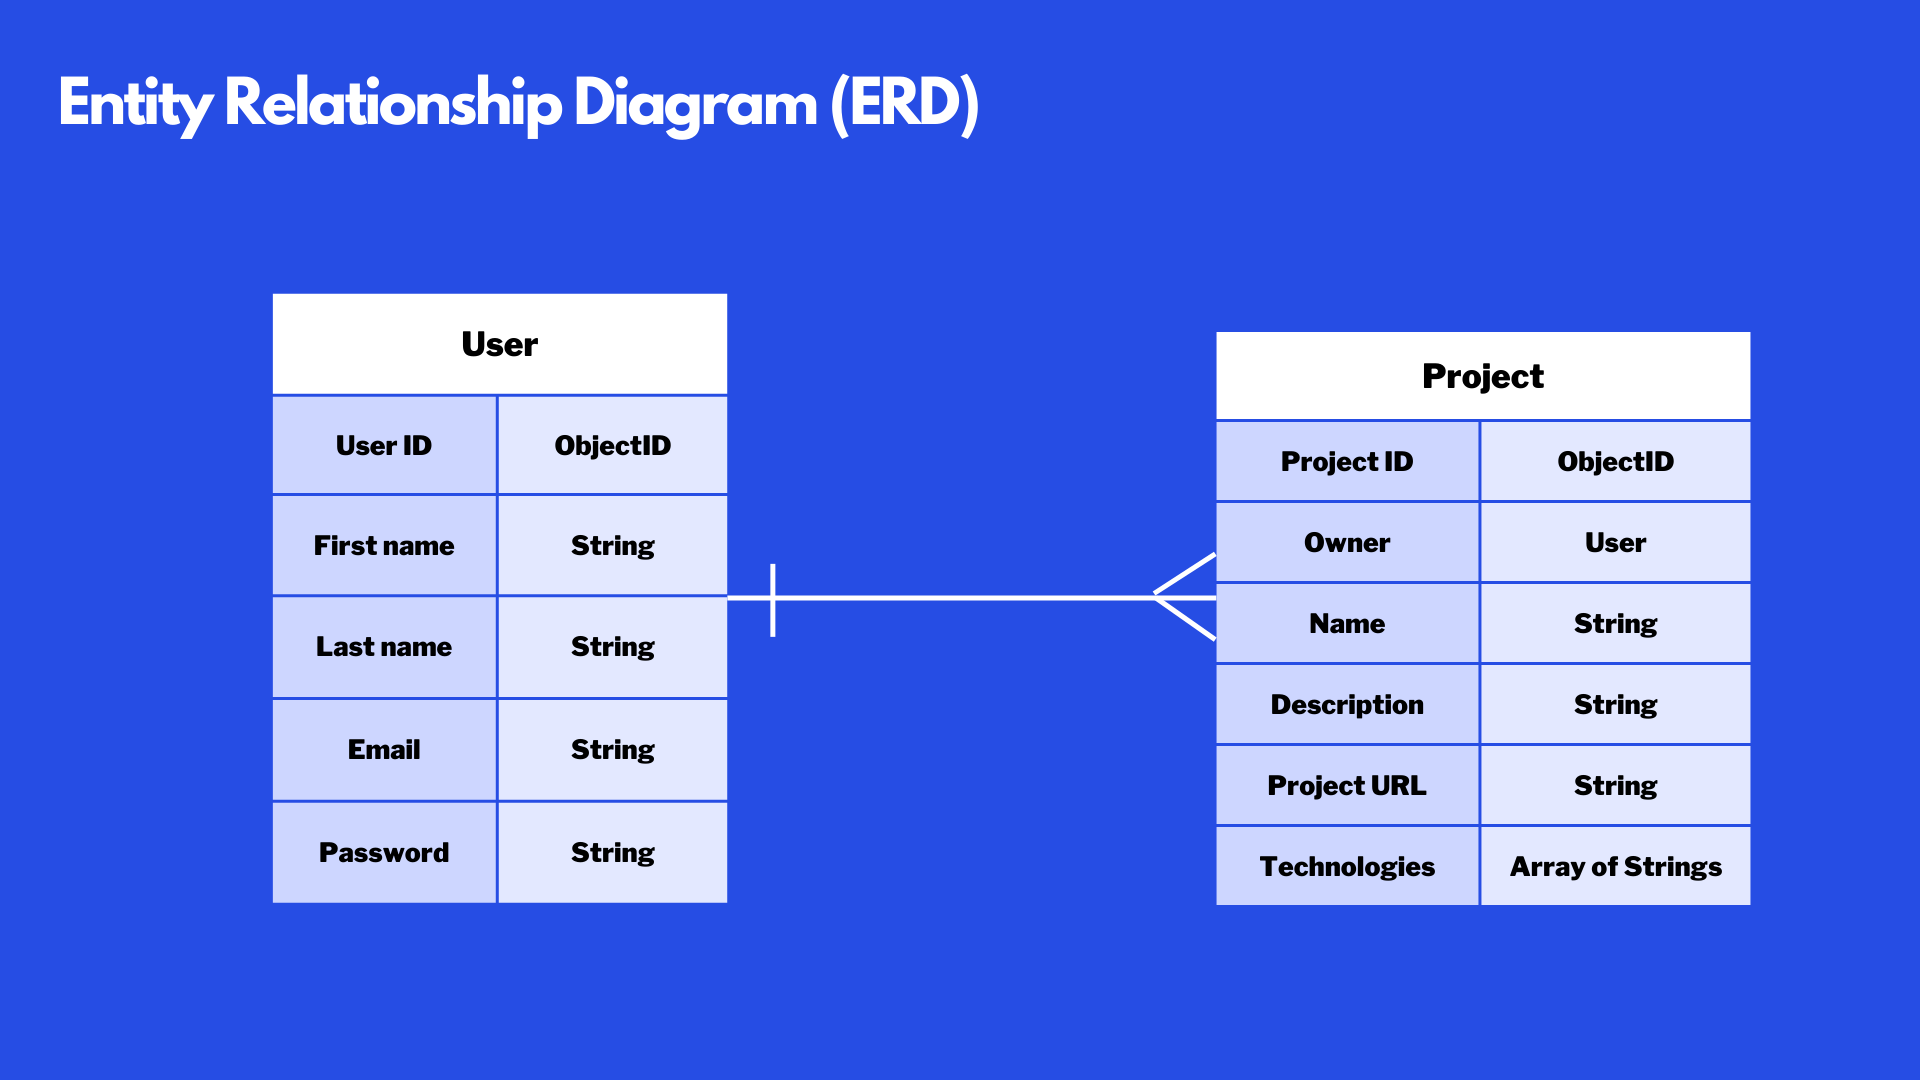 Entity Relationship Diagram (ERD)
User
User ID ObjectID
First name String
Last name String
Email String
Password String
Project
Project ID ObjectID
Owner User
Name String
Description String
Project URL String
Technologies Array of Strings